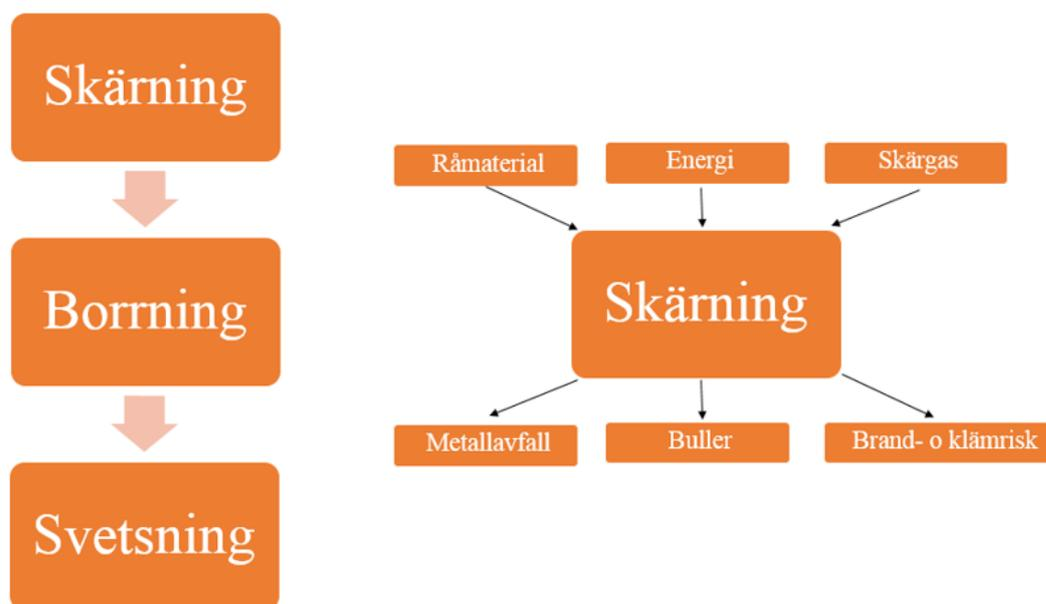 Skärning
Borrning
Svetsning
Råmaterial
Energi
Skärgas
Skärning
Metallavfall
Buller
Brand- o klämrisk